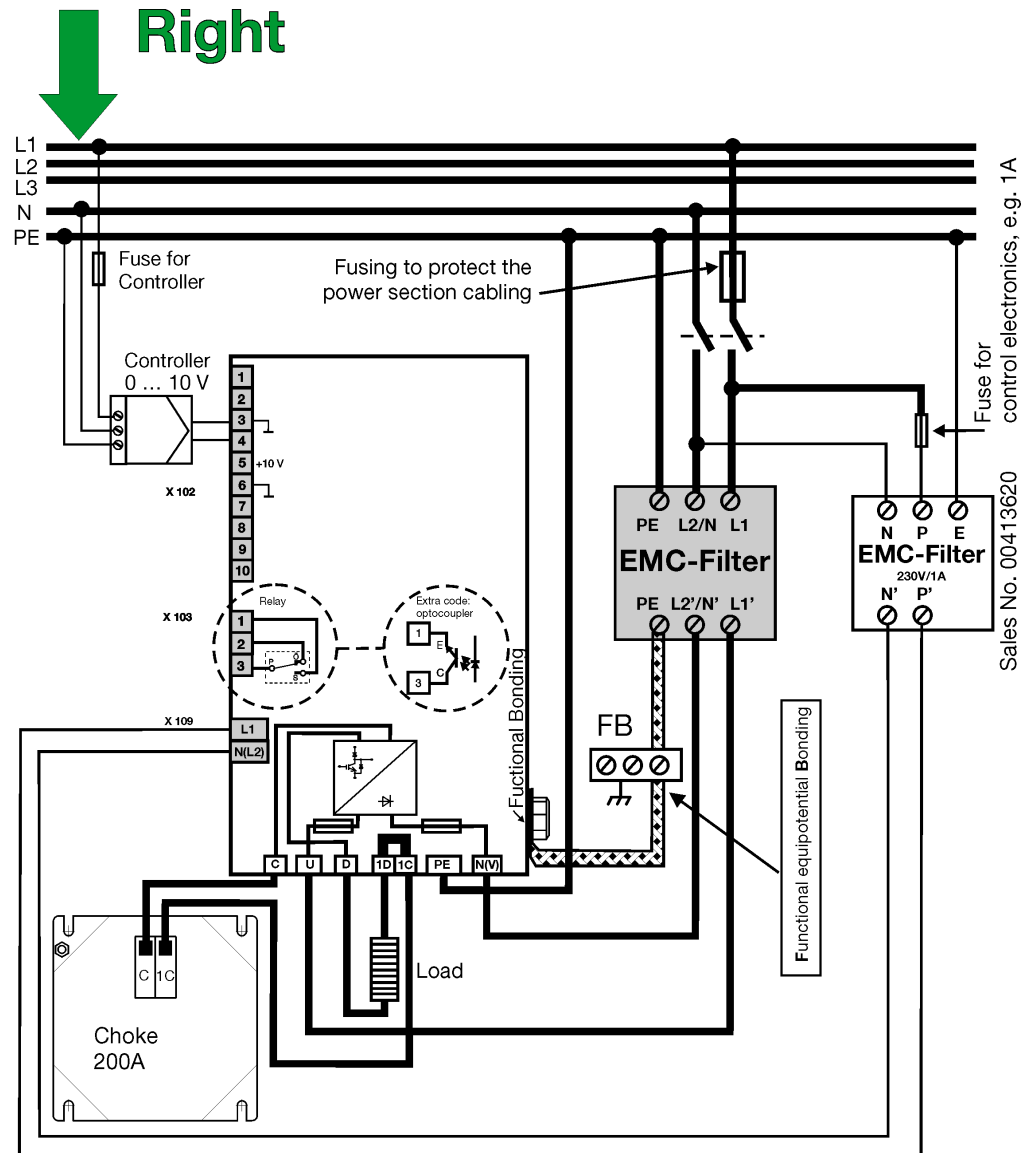 Right
L1
L2
L3
N
PE
Fuse for
Controller
Fusing to protect the
power section cabling
Fuse for
control electronics, e.g. 1A
Controller
0 ... 10 V
1
2
3
4
5 +10 V
6
7
8
9
10
X 102
X 103
Relay
1
2
3
P
Ö
S
Extra code:
optocoupler
1
E
C
3
X 109
L1
N(L2)
Fuctional Bonding
PE L2/N L1
EMC-Filter
PE L2'/N' L1'
N P E
EMC-Filter
230V/1A
N' P'
Sales No. 00413620
FB
Functional equipotential Bonding
C U D 1D 1C PE N(V)
Load
C 1C
Choke
200A